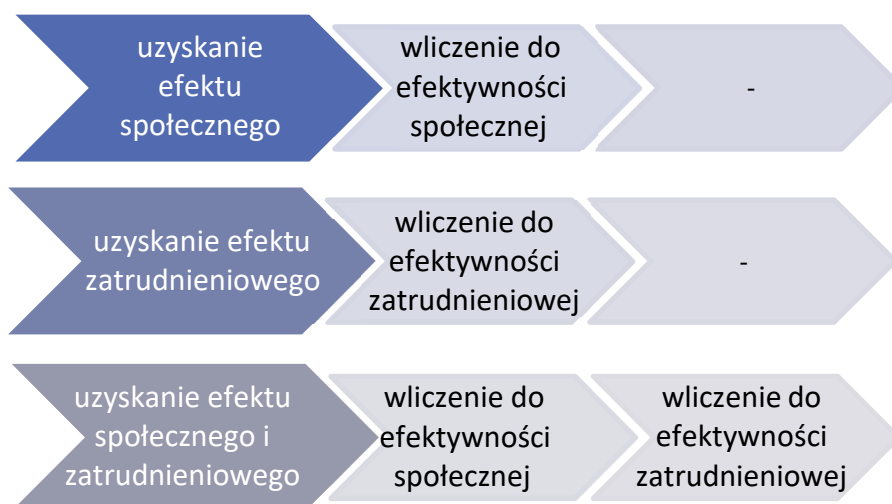 uzyskanie
efektu
społecznego
wliczenie do
efektywności
społecznej
-
uzyskanie efektu
zatrudnieniowego
wliczenie do
efektywności
zatrudnieniowej
-
uzyskanie efektu
społecznego i
zatrudnieniowego
wliczenie do
efektywności
społecznej
wliczenie do
efektywności
zatrudnieniowej